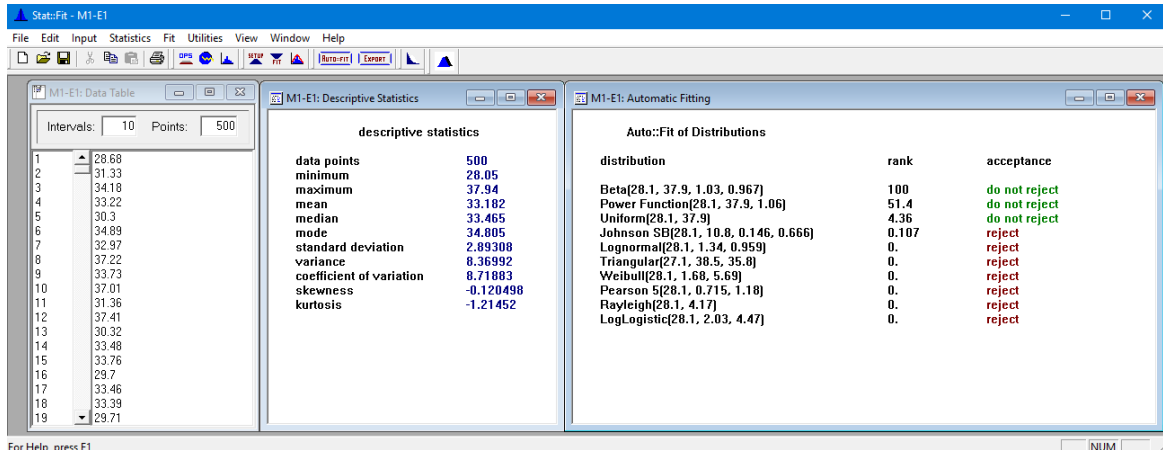 Stat::Fit - M1-E1
File Edit Input Statistics Fit Utilities View Window Help
OPS SETUP FIT AUTO::FIT EXPORT
M1-E1: Data Table
Intervals: 10 Points: 500
1 28.68
2 31.33
3 34.18
4 33.22
5 30.3
6 34.89
7 32.97
8 37.22
9 33.73
10 37.01
11 31.36
12 37.41
13 30.32
14 33.48
15 33.76
16 29.7
17 33.46
18 33.39
19 29.71
M1-E1: Descriptive Statistics
descriptive statistics
data points 500
minimum 28.05
maximum 37.94
mean 33.182
median 33.465
mode 34.805
standard deviation 2.89308
variance 8.36992
coefficient of variation 8.71883
skewness -0.120498
kurtosis -1.21452
M1-E1: Automatic Fitting
Auto::Fit of Distributions
distribution rank acceptance
Beta(28.1, 37.9, 1.03, 0.967) 100 do not reject
Power Function(28.1, 37.9, 1.06) 51.4 do not reject
Uniform(28.1, 37.9) 4.36 do not reject
Johnson SB(28.1, 10.8, 0.146, 0.666) 0.107 reject
Lognormal(28.1, 1.34, 0.959) 0. reject
Triangular(27.1, 38.5, 35.8) 0. reject
Weibull(28.1, 1.68, 5.69) 0. reject
Pearson 5(28.1, 0.715, 1.18) 0. reject
Rayleigh(28.1, 4.17) 0. reject
LogLogistic(28.1, 2.03, 4.47) 0. reject
For Help, press F1
NUM